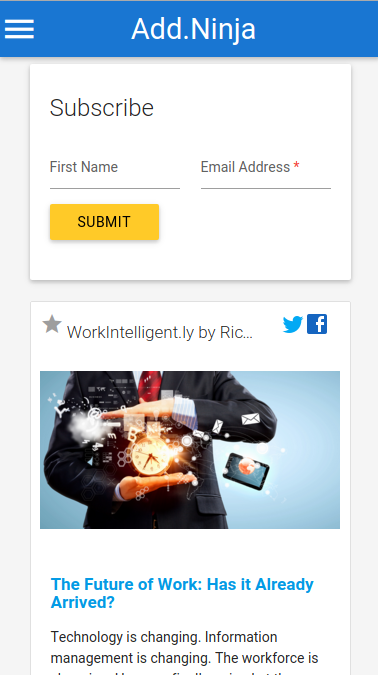 Add.Ninja
Subscribe
First Name
Email Address *
SUBMIT
WorkIntelligent.ly by Ric...
The Future of Work: Has it Already
Arrived?
Technology is changing. Information
management is changing. The workforce is